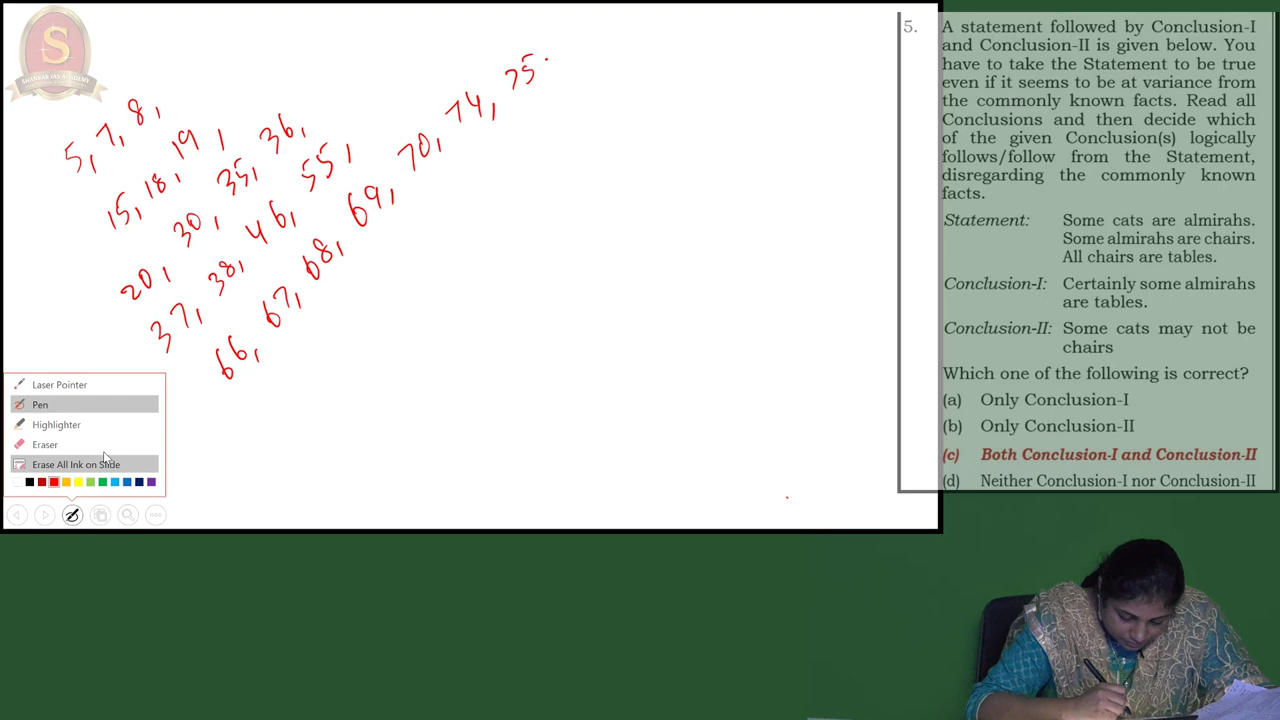 S
SHANKAR IAS ACADEMY
5, 7, 8,
15, 18, 19,
20, 30, 35, 36,
37, 38, 46, 55,
66, 67, 68, 69, 70, 74, 75.
Laser Pointer
Pen
Highlighter
Eraser
Erase All Ink on Slide
5. A statement followed by Conclusion-I
and Conclusion-II is given below. You
have to take the Statement to be true
even if it seems to be at variance from
the commonly known facts. Read all
Conclusions and then decide which
of the given Conclusion(s) logically
follows/follow from the Statement,
disregarding the commonly known
facts.
Statement: Some cats are almirahs.
Some almirahs are chairs.
All chairs are tables.
Conclusion-I: Certainly some almirahs
are tables.
Conclusion-II: Some cats may not be
chairs
Which one of the following is correct?
(a) Only Conclusion-I
(b) Only Conclusion-II
(c) Both Conclusion-I and Conclusion-II
(d) Neither Conclusion-I nor Conclusion-II